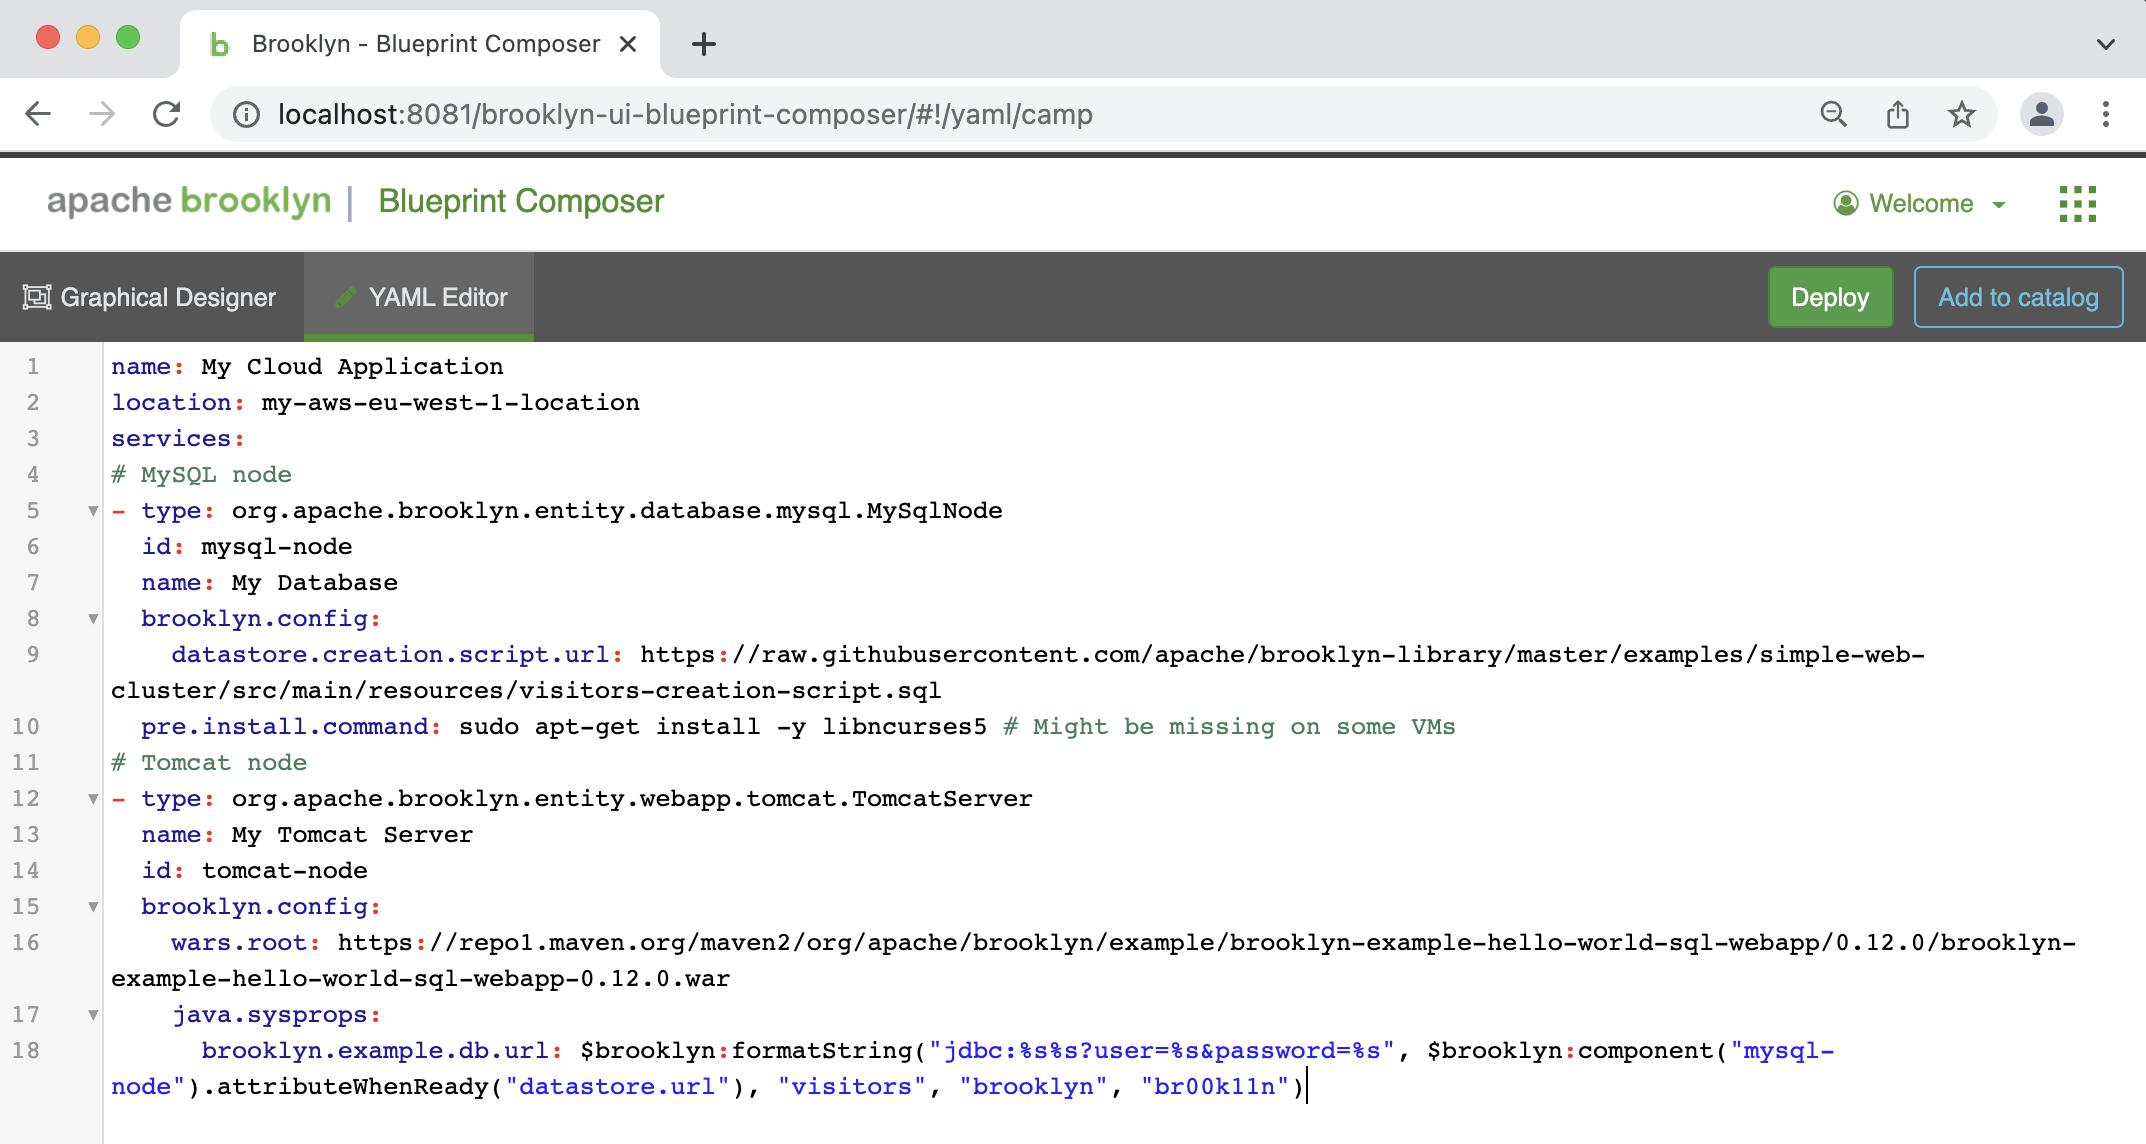 Brooklyn - Blueprint Composer
localhost:8081/brooklyn-ui-blueprint-composer/#!/yaml/camp
apache brooklyn | Blueprint Composer
Welcome
Graphical Designer
YAML Editor
Deploy
Add to catalog
1 name: My Cloud Application
2 location: my-aws-eu-west-1-location
3 services:
4 # MySQL node
5 - type: org.apache.brooklyn.entity.database.mysql.MySqlNode
6 id: mysql-node
7 name: My Database
8 brooklyn.config:
9 datastore.creation.script.url: https://raw.githubusercontent.com/apache/brooklyn-library/master/examples/simple-web-
cluster/src/main/resources/visitors-creation-script.sql
10 pre.install.command: sudo apt-get install -y libncurses5 # Might be missing on some VMs
11 # Tomcat node
12 - type: org.apache.brooklyn.entity.webapp.tomcat.TomcatServer
13 name: My Tomcat Server
14 id: tomcat-node
15 brooklyn.config:
16 wars.root: https://repo1.maven.org/maven2/org/apache/brooklyn/example/brooklyn-example-hello-world-sql-webapp/0.12.0/brooklyn-
example-hello-world-sql-webapp-0.12.0.war
17 java.sysprops:
18 brooklyn.example.db.url: $brooklyn:formatString("jdbc:%s%s?user=%s&password=%s", $brooklyn:component("mysql-
node").attributeWhenReady("datastore.url"), "visitors", "brooklyn", "br00k11n")